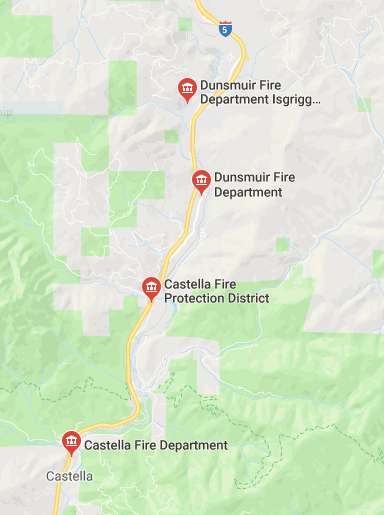 5
Dunsmuir Fire
Department Isgrigg...
Dunsmuir Fire
Department
Castella Fire
Protection District
Castella Fire Department
Castella